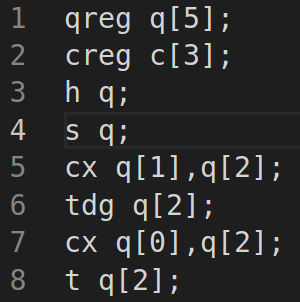 1 qreg q[5];
2 creg c[3];
3 h q;
4 s q;
5 cx q[1],q[2];
6 tdg q[2];
7 cx q[0],q[2];
8 t q[2];